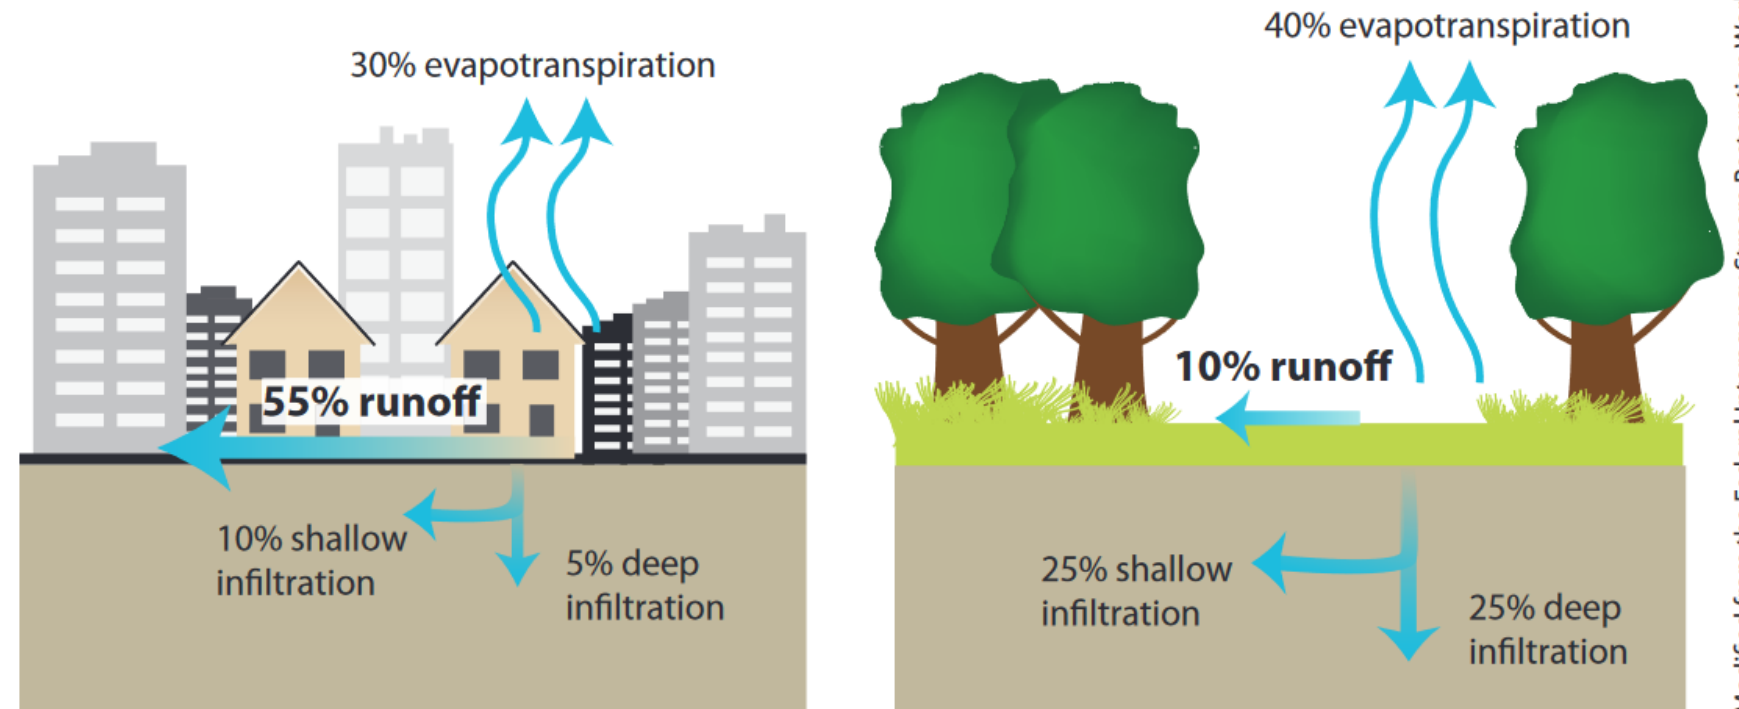 30% evapotranspiration
55% runoff
10% shallow
infiltration
5% deep
infiltration
40% evapotranspiration
10% runoff
25% shallow
infiltration
25% deep
infiltration